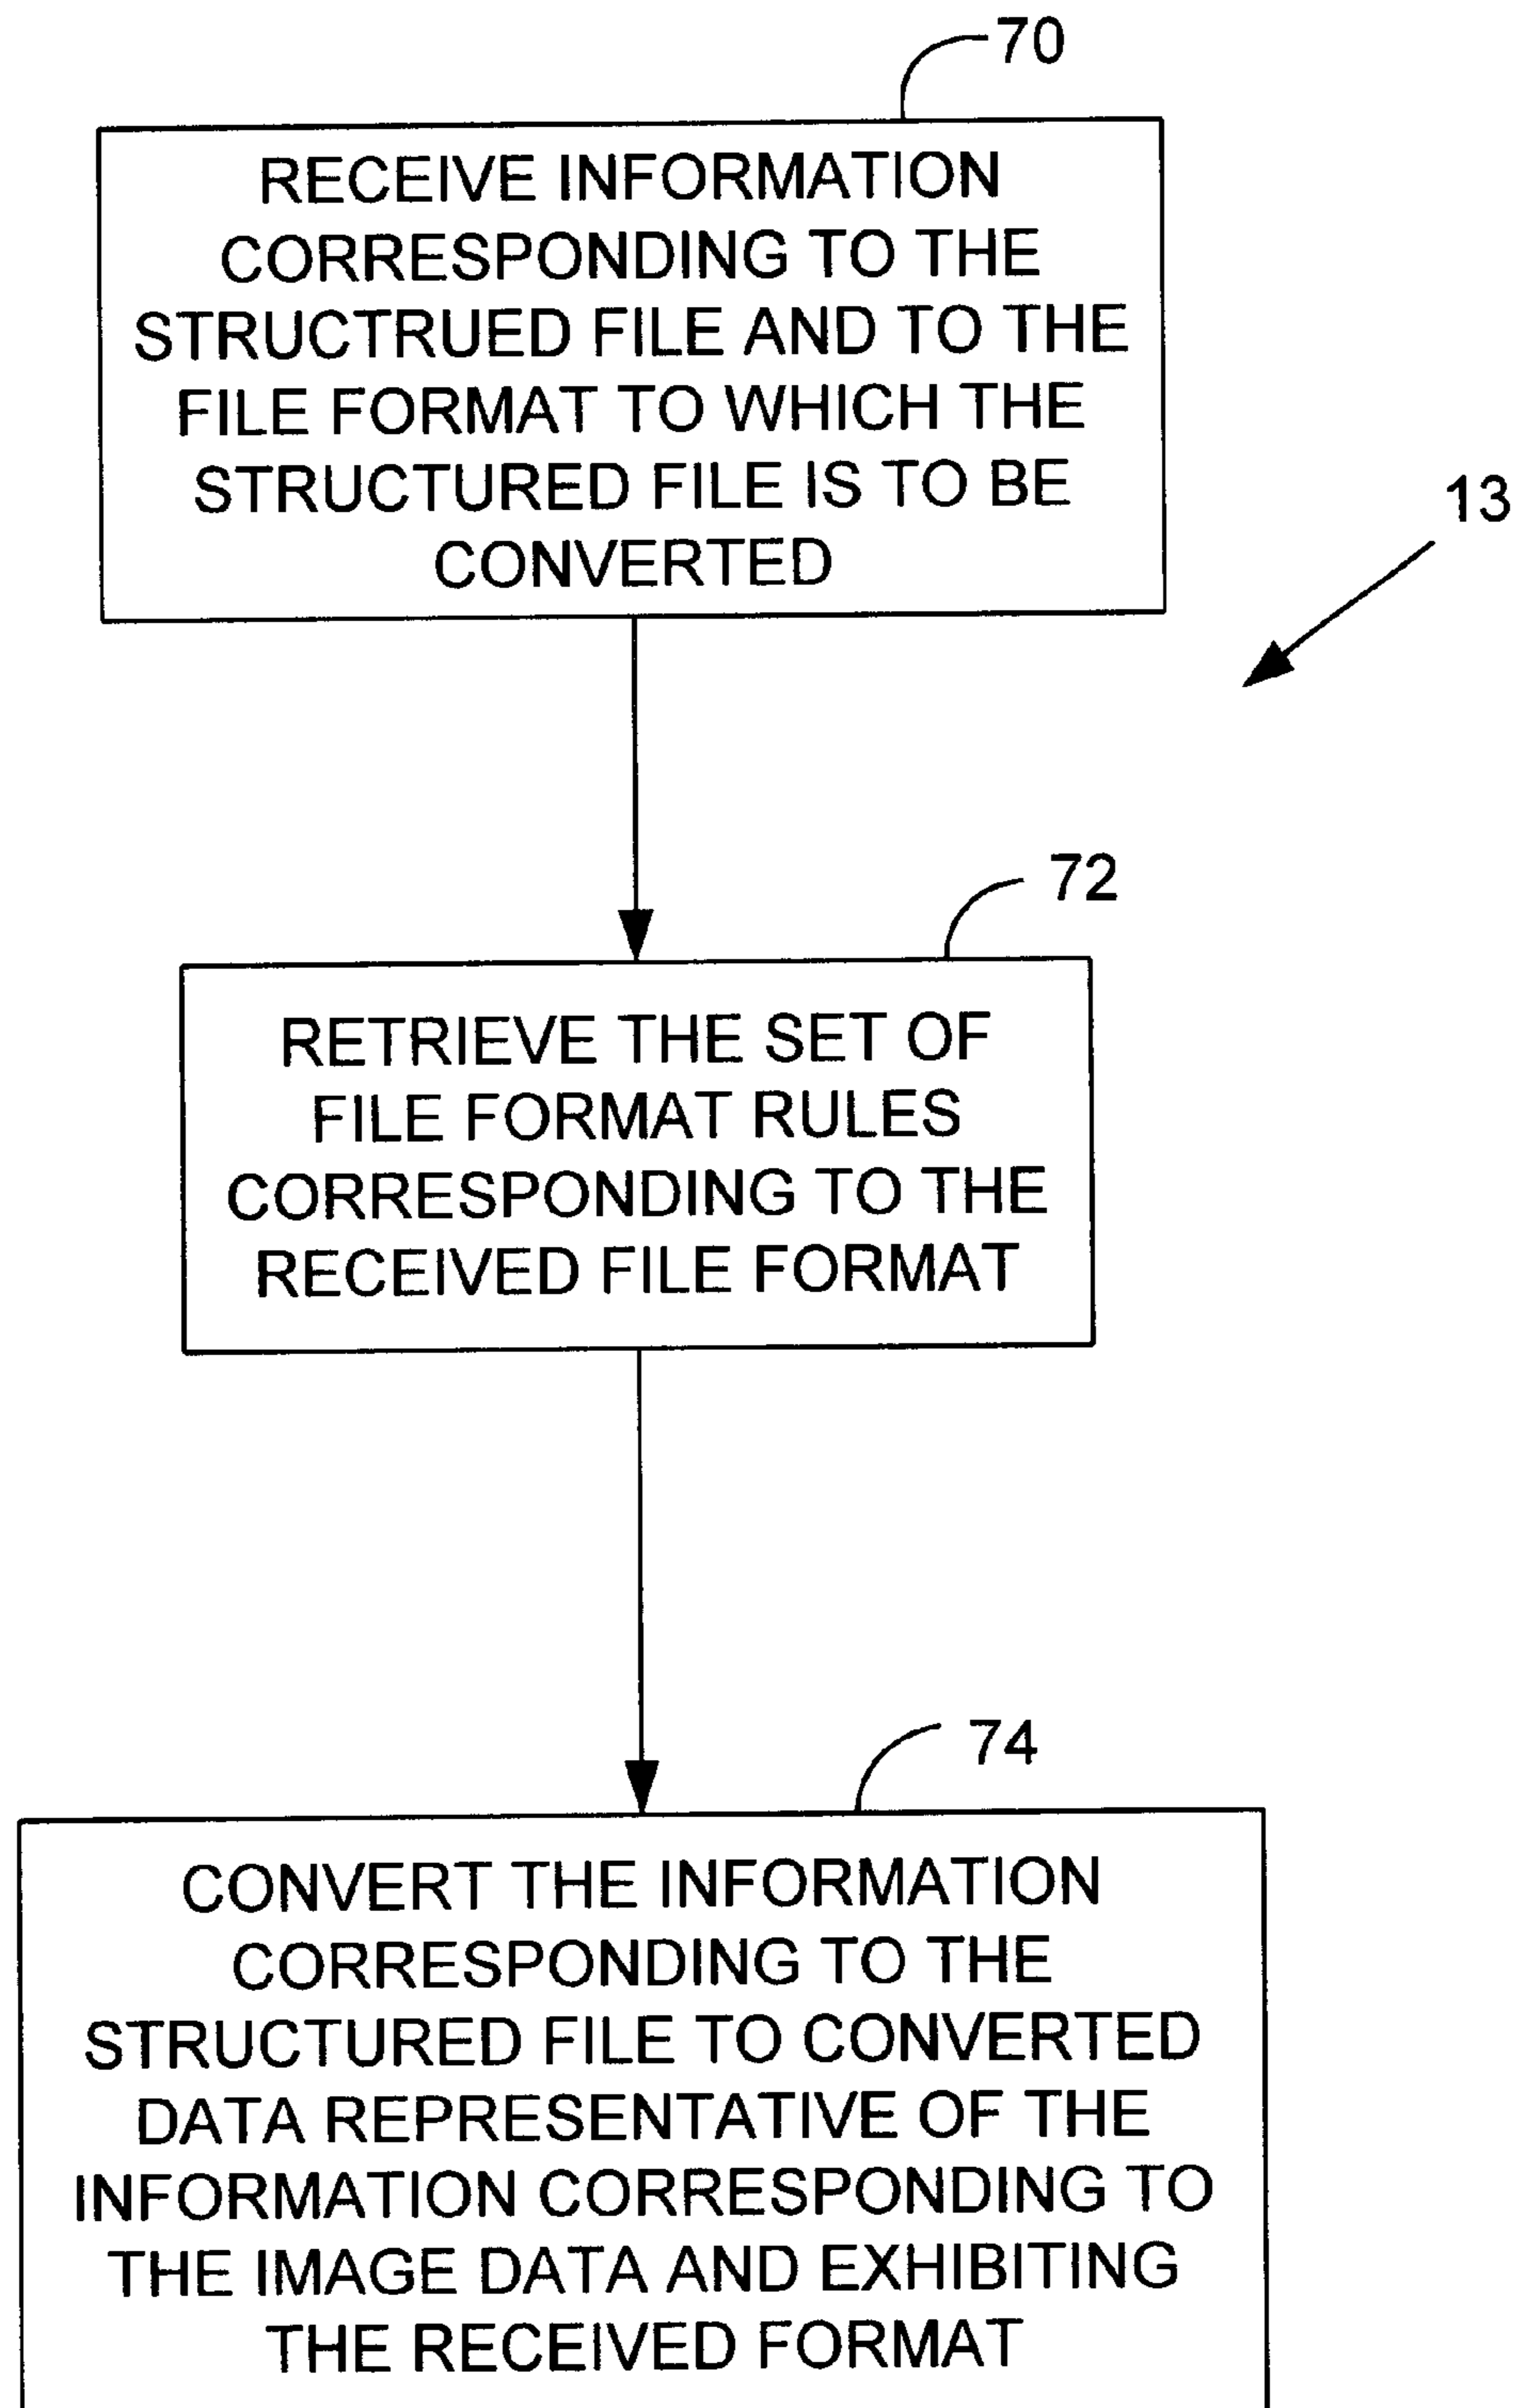 70
RECEIVE INFORMATION
CORRESPONDING TO THE
STRUCTRUED FILE AND TO THE
FILE FORMAT TO WHICH THE
STRUCTURED FILE IS TO BE
CONVERTED
13
72
RETRIEVE THE SET OF
FILE FORMAT RULES
CORRESPONDING TO THE
RECEIVED FILE FORMAT
74
CONVERT THE INFORMATION
CORRESPONDING TO THE
STRUCTURED FILE TO CONVERTED
DATA REPRESENTATIVE OF THE
INFORMATION CORRESPONDING TO
THE IMAGE DATA AND EXHIBITING
THE RECEIVED FORMAT